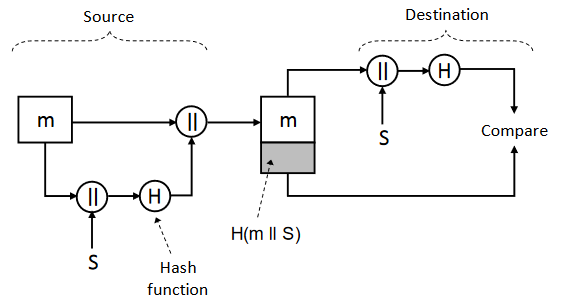 Source
Destination
|| H
m || m
S
Compare
|| H
H(m || S)
S
Hash
function